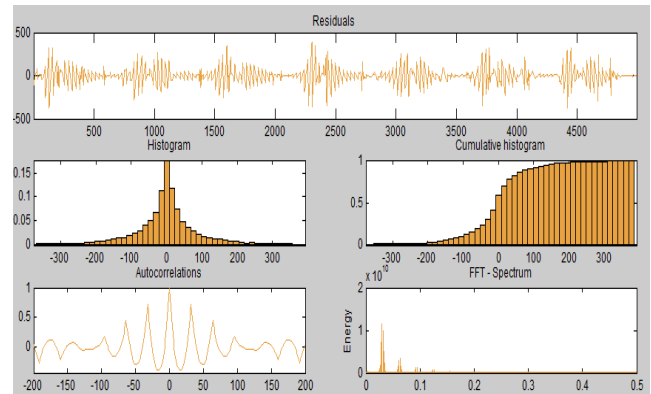 Residuals
500
0
-500
500 1000 1500 2000 2500 3000 3500 4000 4500
Histogram
Cumulative histogram
0.15
0.1
0.05
0
-300 -200 -100 0 100 200 300
1
0.5
0
-300 -200 -100 0 100 200 300
Autocorrelations
x 10^10
FFT - Spectrum
1
0.5
0
-200 -150 -100 -50 0 50 100 150 200
Energy
2
1
0
0 0.1 0.2 0.3 0.4 0.5